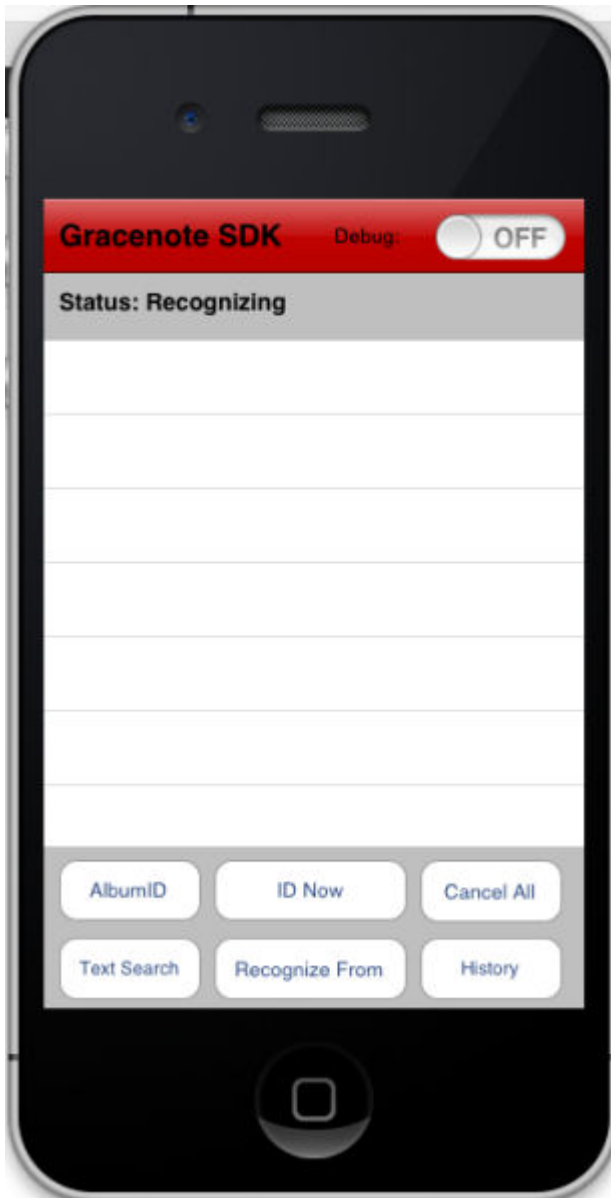 Gracenote SDK Debug: OFF
Status: Recognizing
AlbumID ID Now Cancel All
Text Search Recognize From History